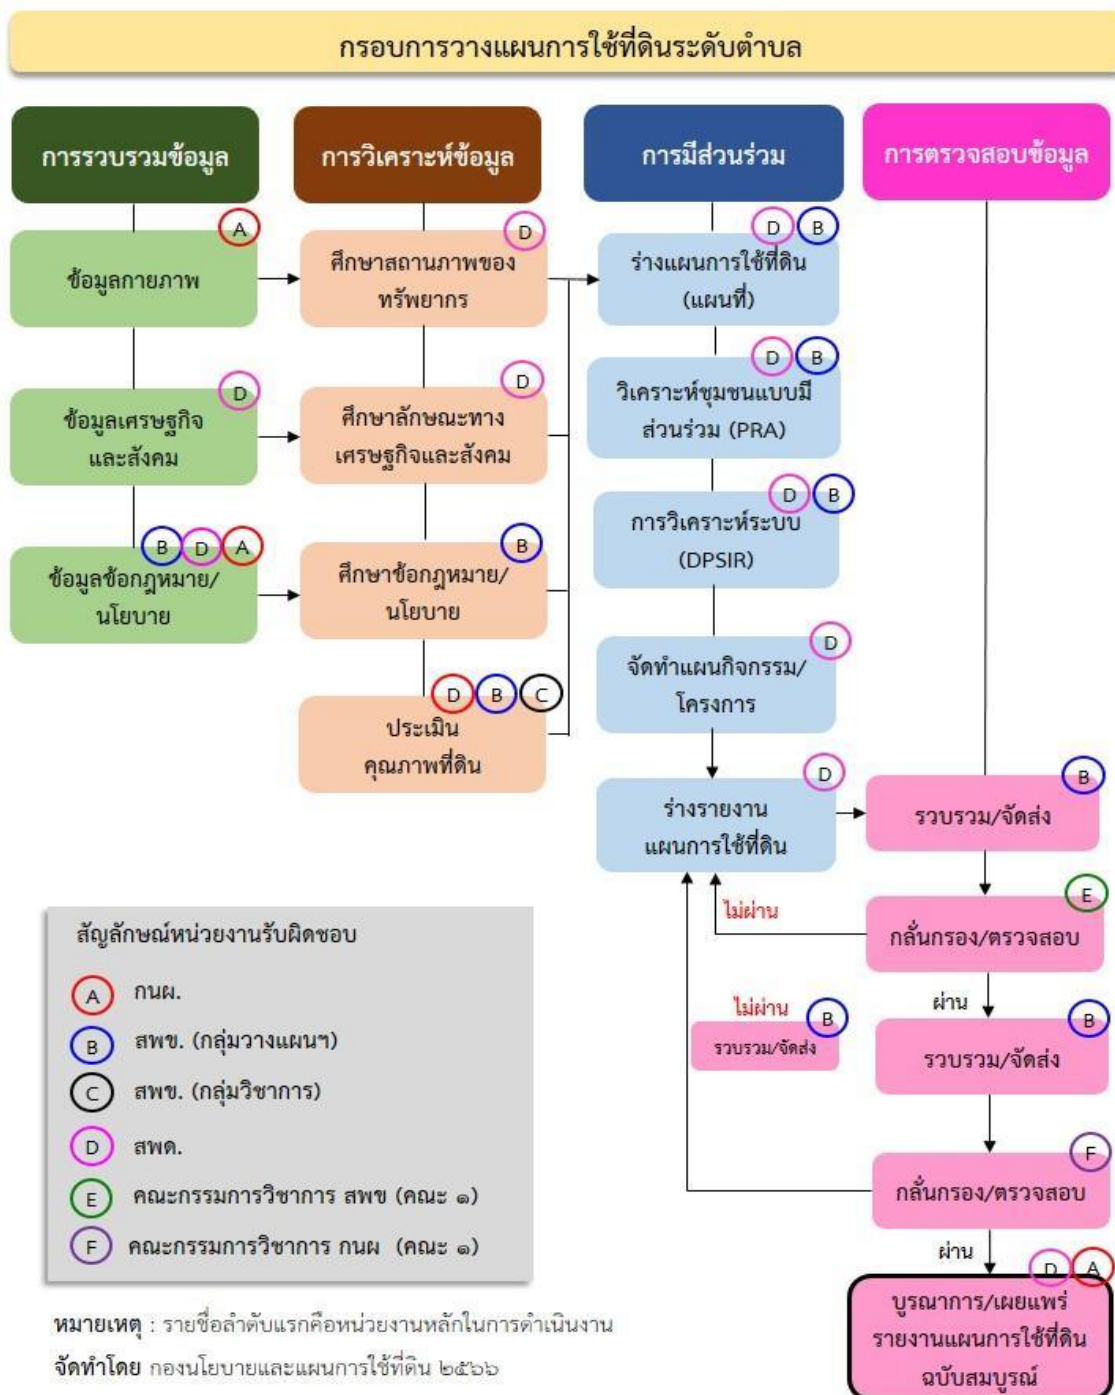 กรอบการวางแผนการใช้ที่ดินระดับตำบล
การรวบรวมข้อมูล
A
ข้อมูลกายภาพ
D
ข้อมูลเศรษฐกิจ
และสังคม
B D A
ข้อมูลข้อกฎหมาย/
นโยบาย
การวิเคราะห์ข้อมูล
D
ศึกษาสถานภาพของ
ทรัพยากร
D
ศึกษาลักษณะทาง
เศรษฐกิจและสังคม
B
ศึกษาข้อกฎหมาย/
นโยบาย
D B C
ประเมิน
คุณภาพที่ดิน
การมีส่วนร่วม
D B
ร่างแผนการใช้ที่ดิน
(แผนที่)
D B
วิเคราะห์ชุมชนแบบมี
ส่วนร่วม (PRA)
D B
การวิเคราะห์ระบบ
(DPSIR)
D
จัดทำแผนกิจกรรม/
โครงการ
D
ร่างรายงาน
แผนการใช้ที่ดิน
การตรวจสอบข้อมูล
B
รวบรวม/จัดส่ง
E
กลั่นกรอง/ตรวจสอบ
ไม่ผ่าน
ผ่าน
B
รวบรวม/จัดส่ง
F
กลั่นกรอง/ตรวจสอบ
ไม่ผ่าน
B
รวบรวม/จัดส่ง
ผ่าน
D A
บูรณาการ/เผยแพร่
รายงานแผนการใช้ที่ดิน
ฉบับสมบูรณ์
สัญลักษณ์หน่วยงานรับผิดชอบ
A กนผ.
B สพข. (กลุ่มวางแผนฯ)
C สพข. (กลุ่มวิชาการ)
D สพด.
E คณะกรรมการวิชาการ สพข (คณะ ๑)
F คณะกรรมการวิชาการ กนผ (คณะ ๑)
หมายเหตุ : รายชื่อลำดับแรกคือหน่วยงานหลักในการดำเนินงาน
จัดทำโดย กองนโยบายและแผนการใช้ที่ดิน ๒๕๖๖